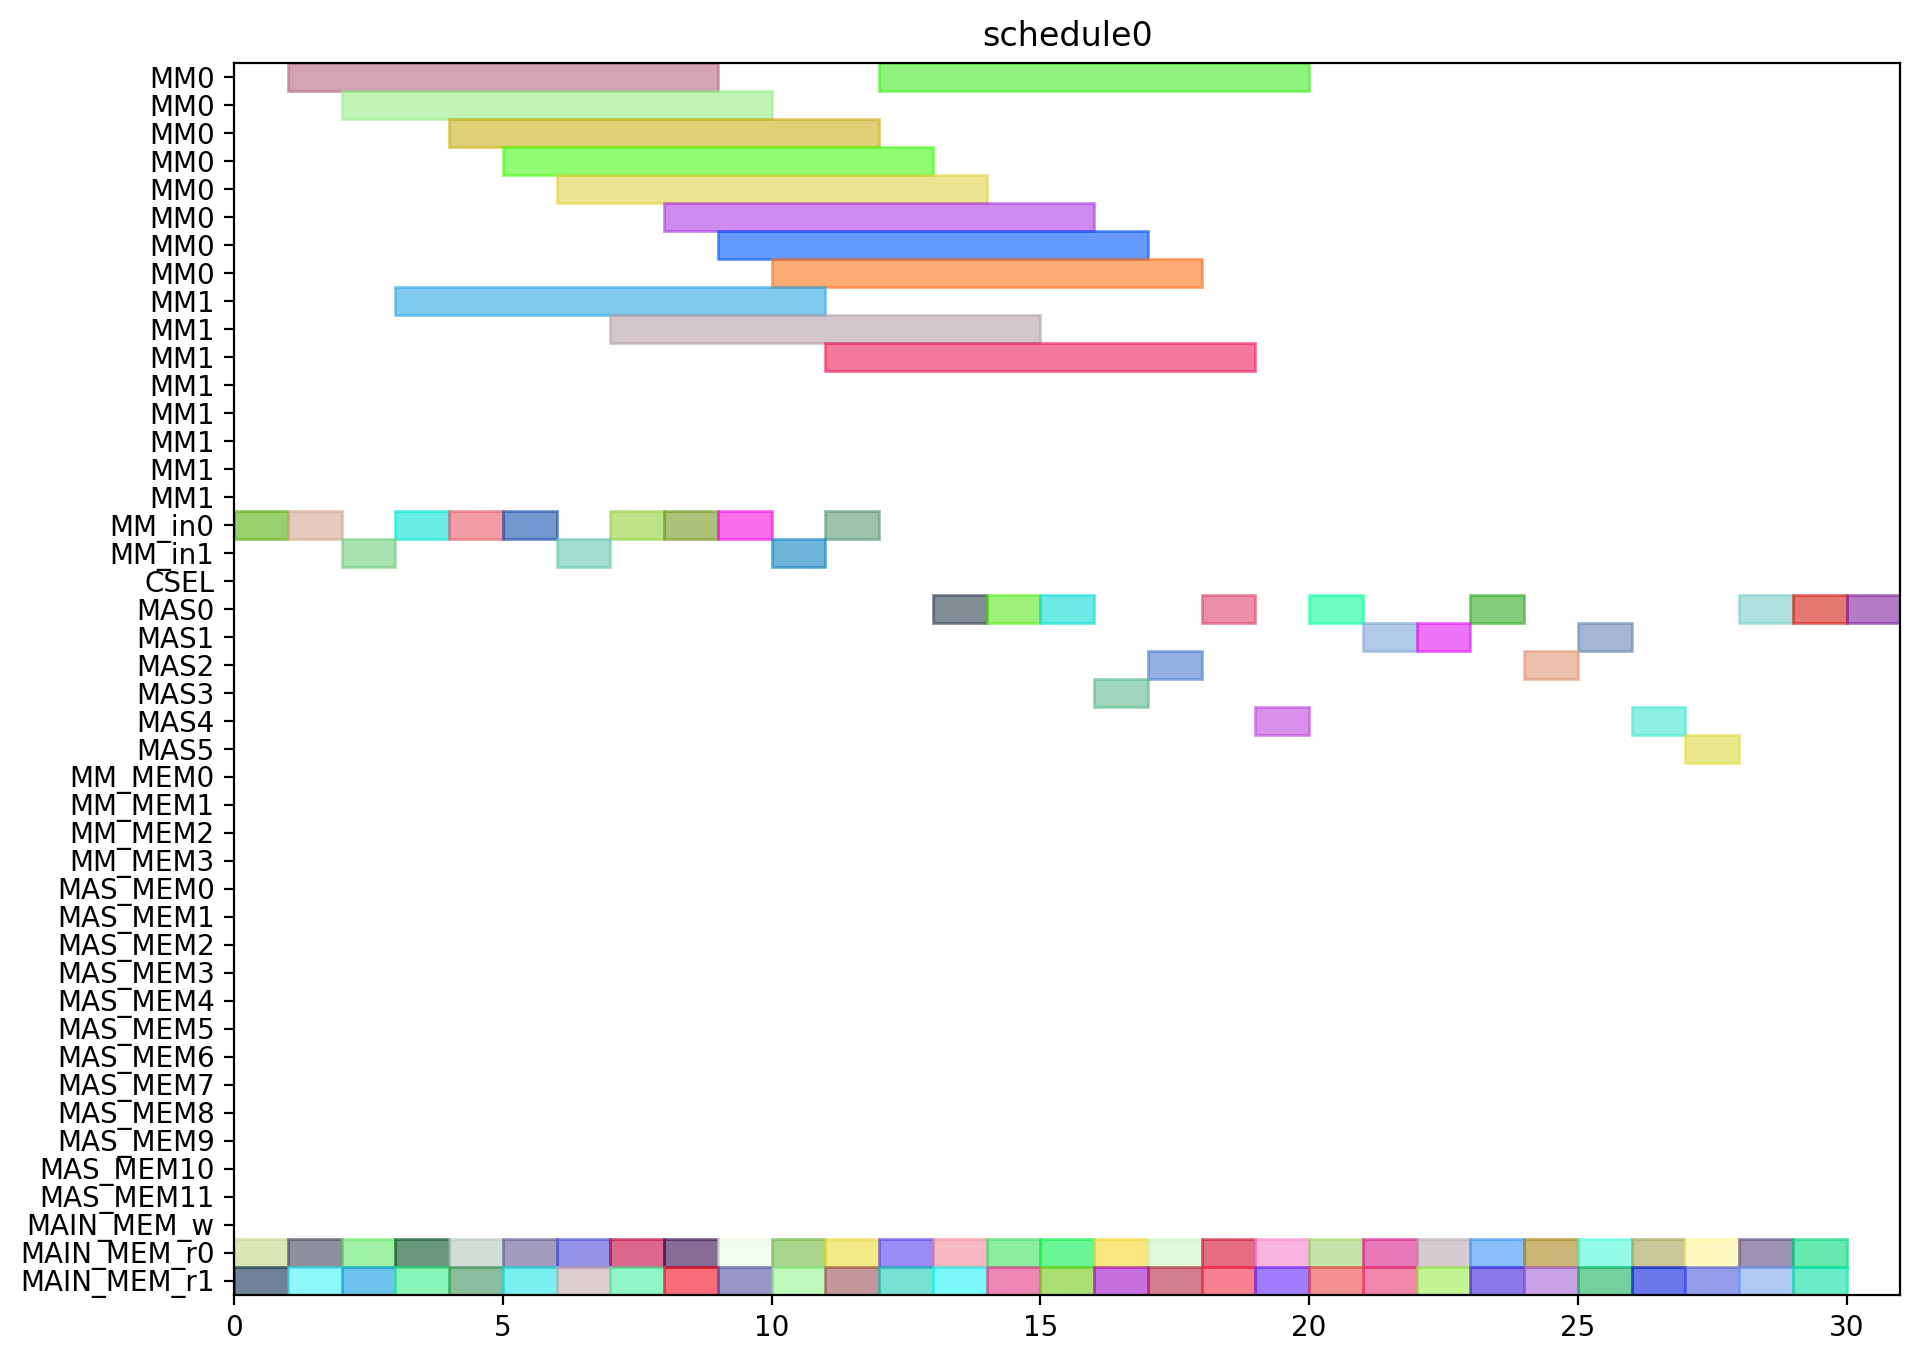 schedule0
MM0
MM0
MM0
MM0
MM0
MM0
MM0
MM0
MM1
MM1
MM1
MM1
MM1
MM1
MM1
MM1
MM_in0
MM_in1
CSEL
MAS0
MAS1
MAS2
MAS3
MAS4
MAS5
MM_MEM0
MM_MEM1
MM_MEM2
MM_MEM3
MAS_MEM0
MAS_MEM1
MAS_MEM2
MAS_MEM3
MAS_MEM4
MAS_MEM5
MAS_MEM6
MAS_MEM7
MAS_MEM8
MAS_MEM9
MAS_MEM10
MAS_MEM11
MAIN_MEM_w
MAIN_MEM_r0
MAIN_MEM_r1
0 5 10 15 20 25 30